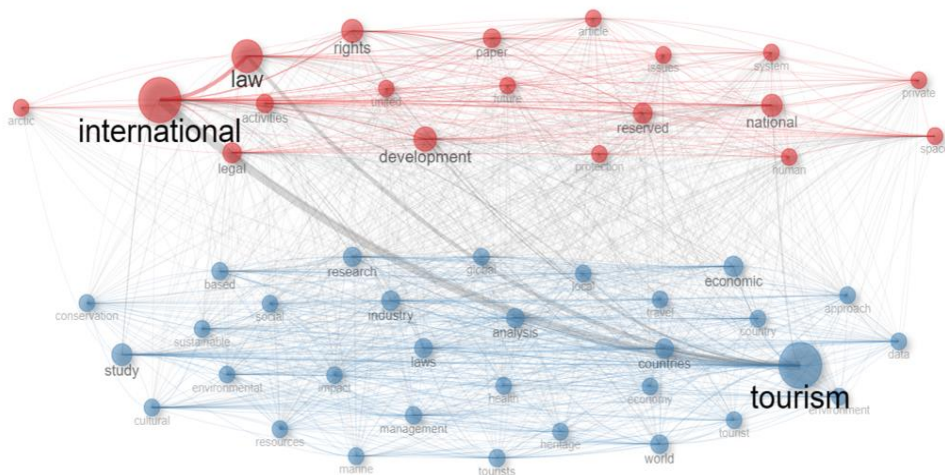 article
rights
paper
law
issues
system
private
united
future
arctic
international
activities
reserved
national
development
space
legal
protection
human
research
global
economic
based
local
conservation
social
industry
travel
approach
analysis
country
sustainable
study
laws
countries
data
environmental
impact
health
economy
tourism
environment
cultural
management
tourist
resources
heritage
world
marine
tourists